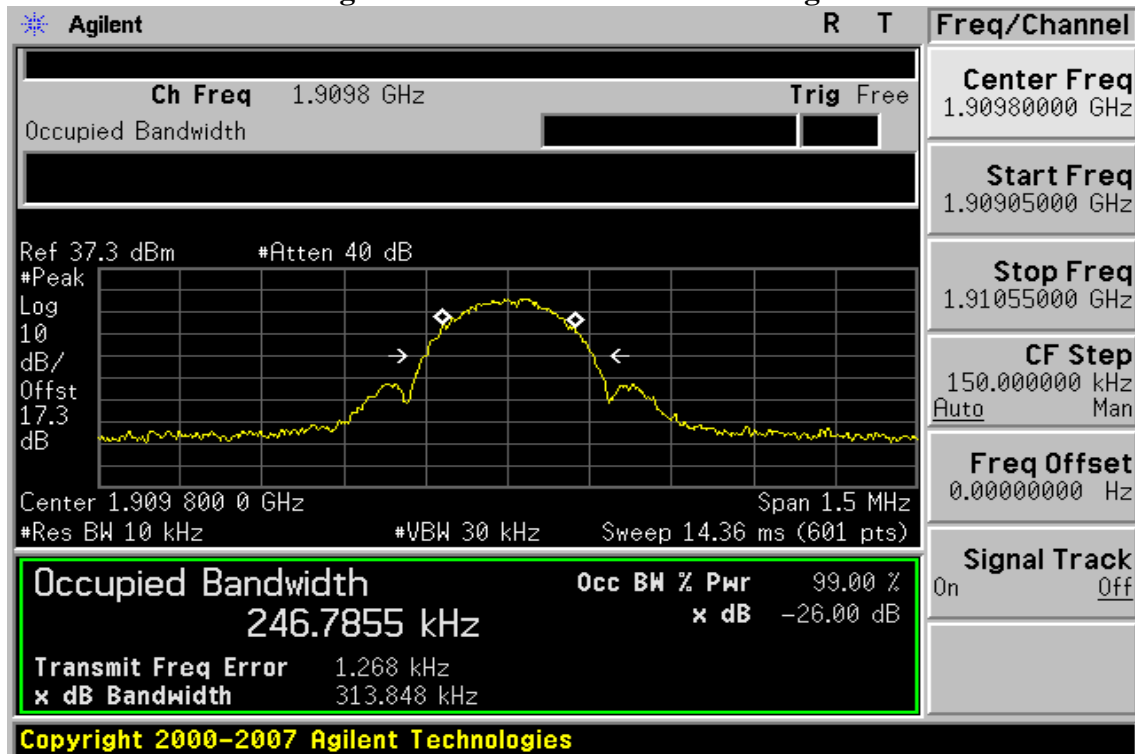 Agilent R T
Freq/Channel
Ch Freq 1.9098 GHz Trig Free
Occupied Bandwidth
Center Freq
1.90980000 GHz
Start Freq
1.90905000 GHz
Stop Freq
1.91055000 GHz
CF Step
150.000000 kHz
Auto Man
Freq Offset
0.00000000 Hz
Signal Track
On Off
Ref 37.3 dBm #Atten 40 dB
#Peak
Log
10
dB/
Offst
17.3
dB
Center 1.909 800 0 GHz Span 1.5 MHz
#Res BW 10 kHz #VBW 30 kHz Sweep 14.36 ms (601 pts)
Occupied Bandwidth
246.7855 kHz
Occ BW % Pwr 99.00 %
x dB -26.00 dB
Transmit Freq Error 1.268 kHz
x dB Bandwidth 313.848 kHz
Copyright 2000-2007 Agilent Technologies